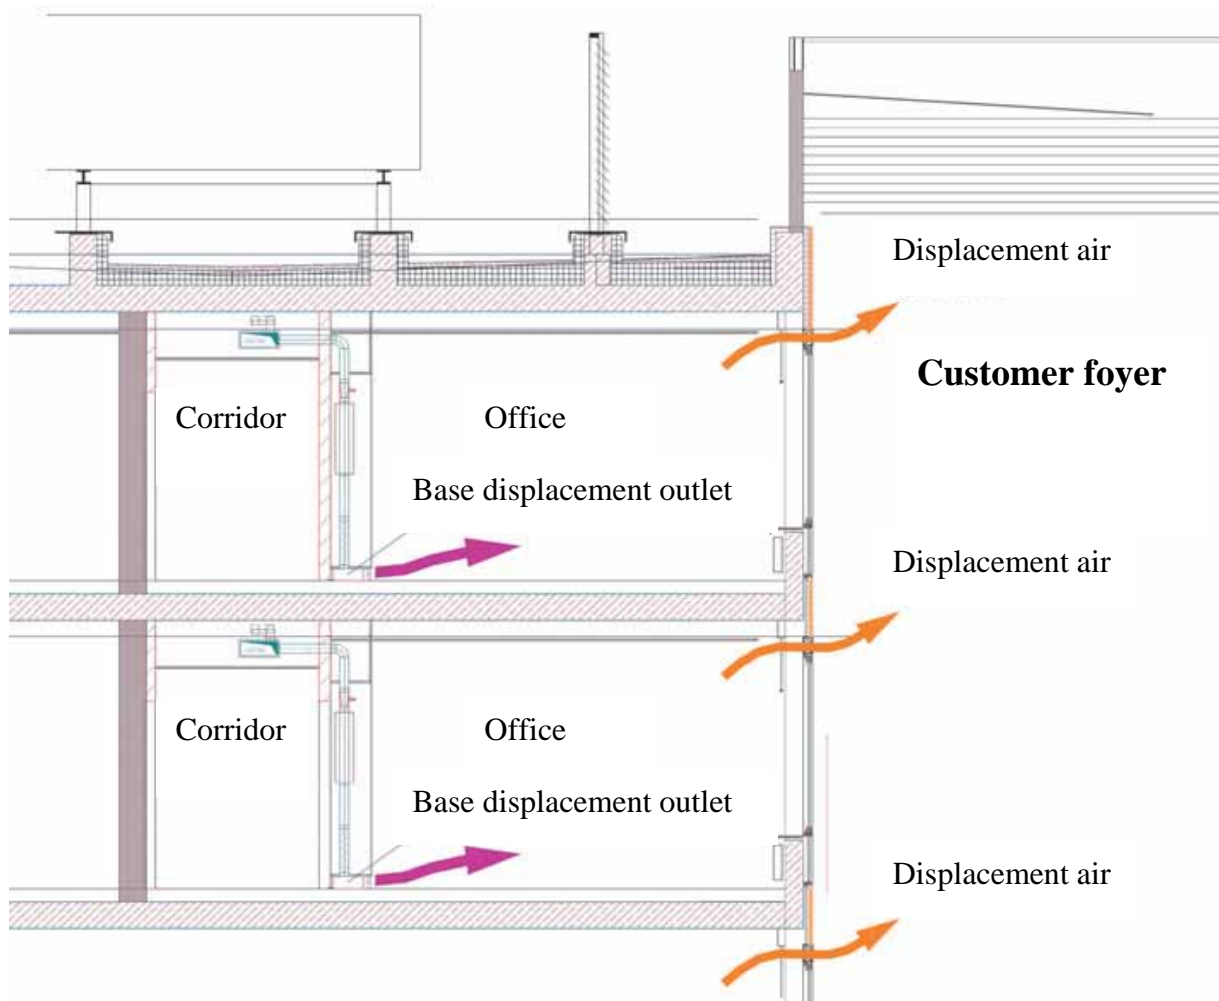 Displacement air
Customer foyer
Corridor
Office
Base displacement outlet
Displacement air
Corridor
Office
Base displacement outlet
Displacement air